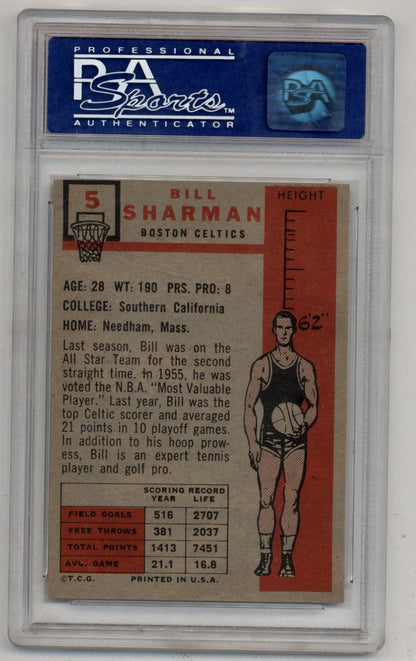 PROFESSIONAL
PSA
Sports™
AUTHENTICATOR
PSA
5
BILL
SHARMAN
BOSTON CELTICS
HEIGHT
6'2"
AGE: 28 WT: 190 PRS. PRO: 8
COLLEGE: Southern California
HOME: Needham, Mass.
Last season, Bill was on the
All Star Team for the second
straight time. In 1955, he was
voted the N.B.A. "Most Valuable
Player." Last year, Bill was the
top Celtic scorer and averaged
21 points in 10 playoff games.
In addition to his hoop prow-
ess, Bill is an expert tennis
player and golf pro.
SCORING RECORD
YEAR LIFE
FIELD GOALS 516 2707
FREE THROWS 381 2037
TOTAL POINTS 1413 7451
AVG. GAME 21.1 16.8
©T.C.G. PRINTED IN U.S.A.